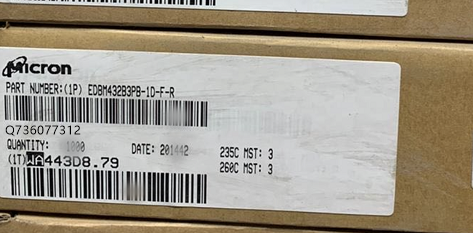 Micron
PART NUMBER:(1P) EDBM432B3PB-1D-F-R
Q736077312
QUANTITY: 1000 DATE: 201442
235C MST: 3
(1T) WA443D8.79
260C MST: 3